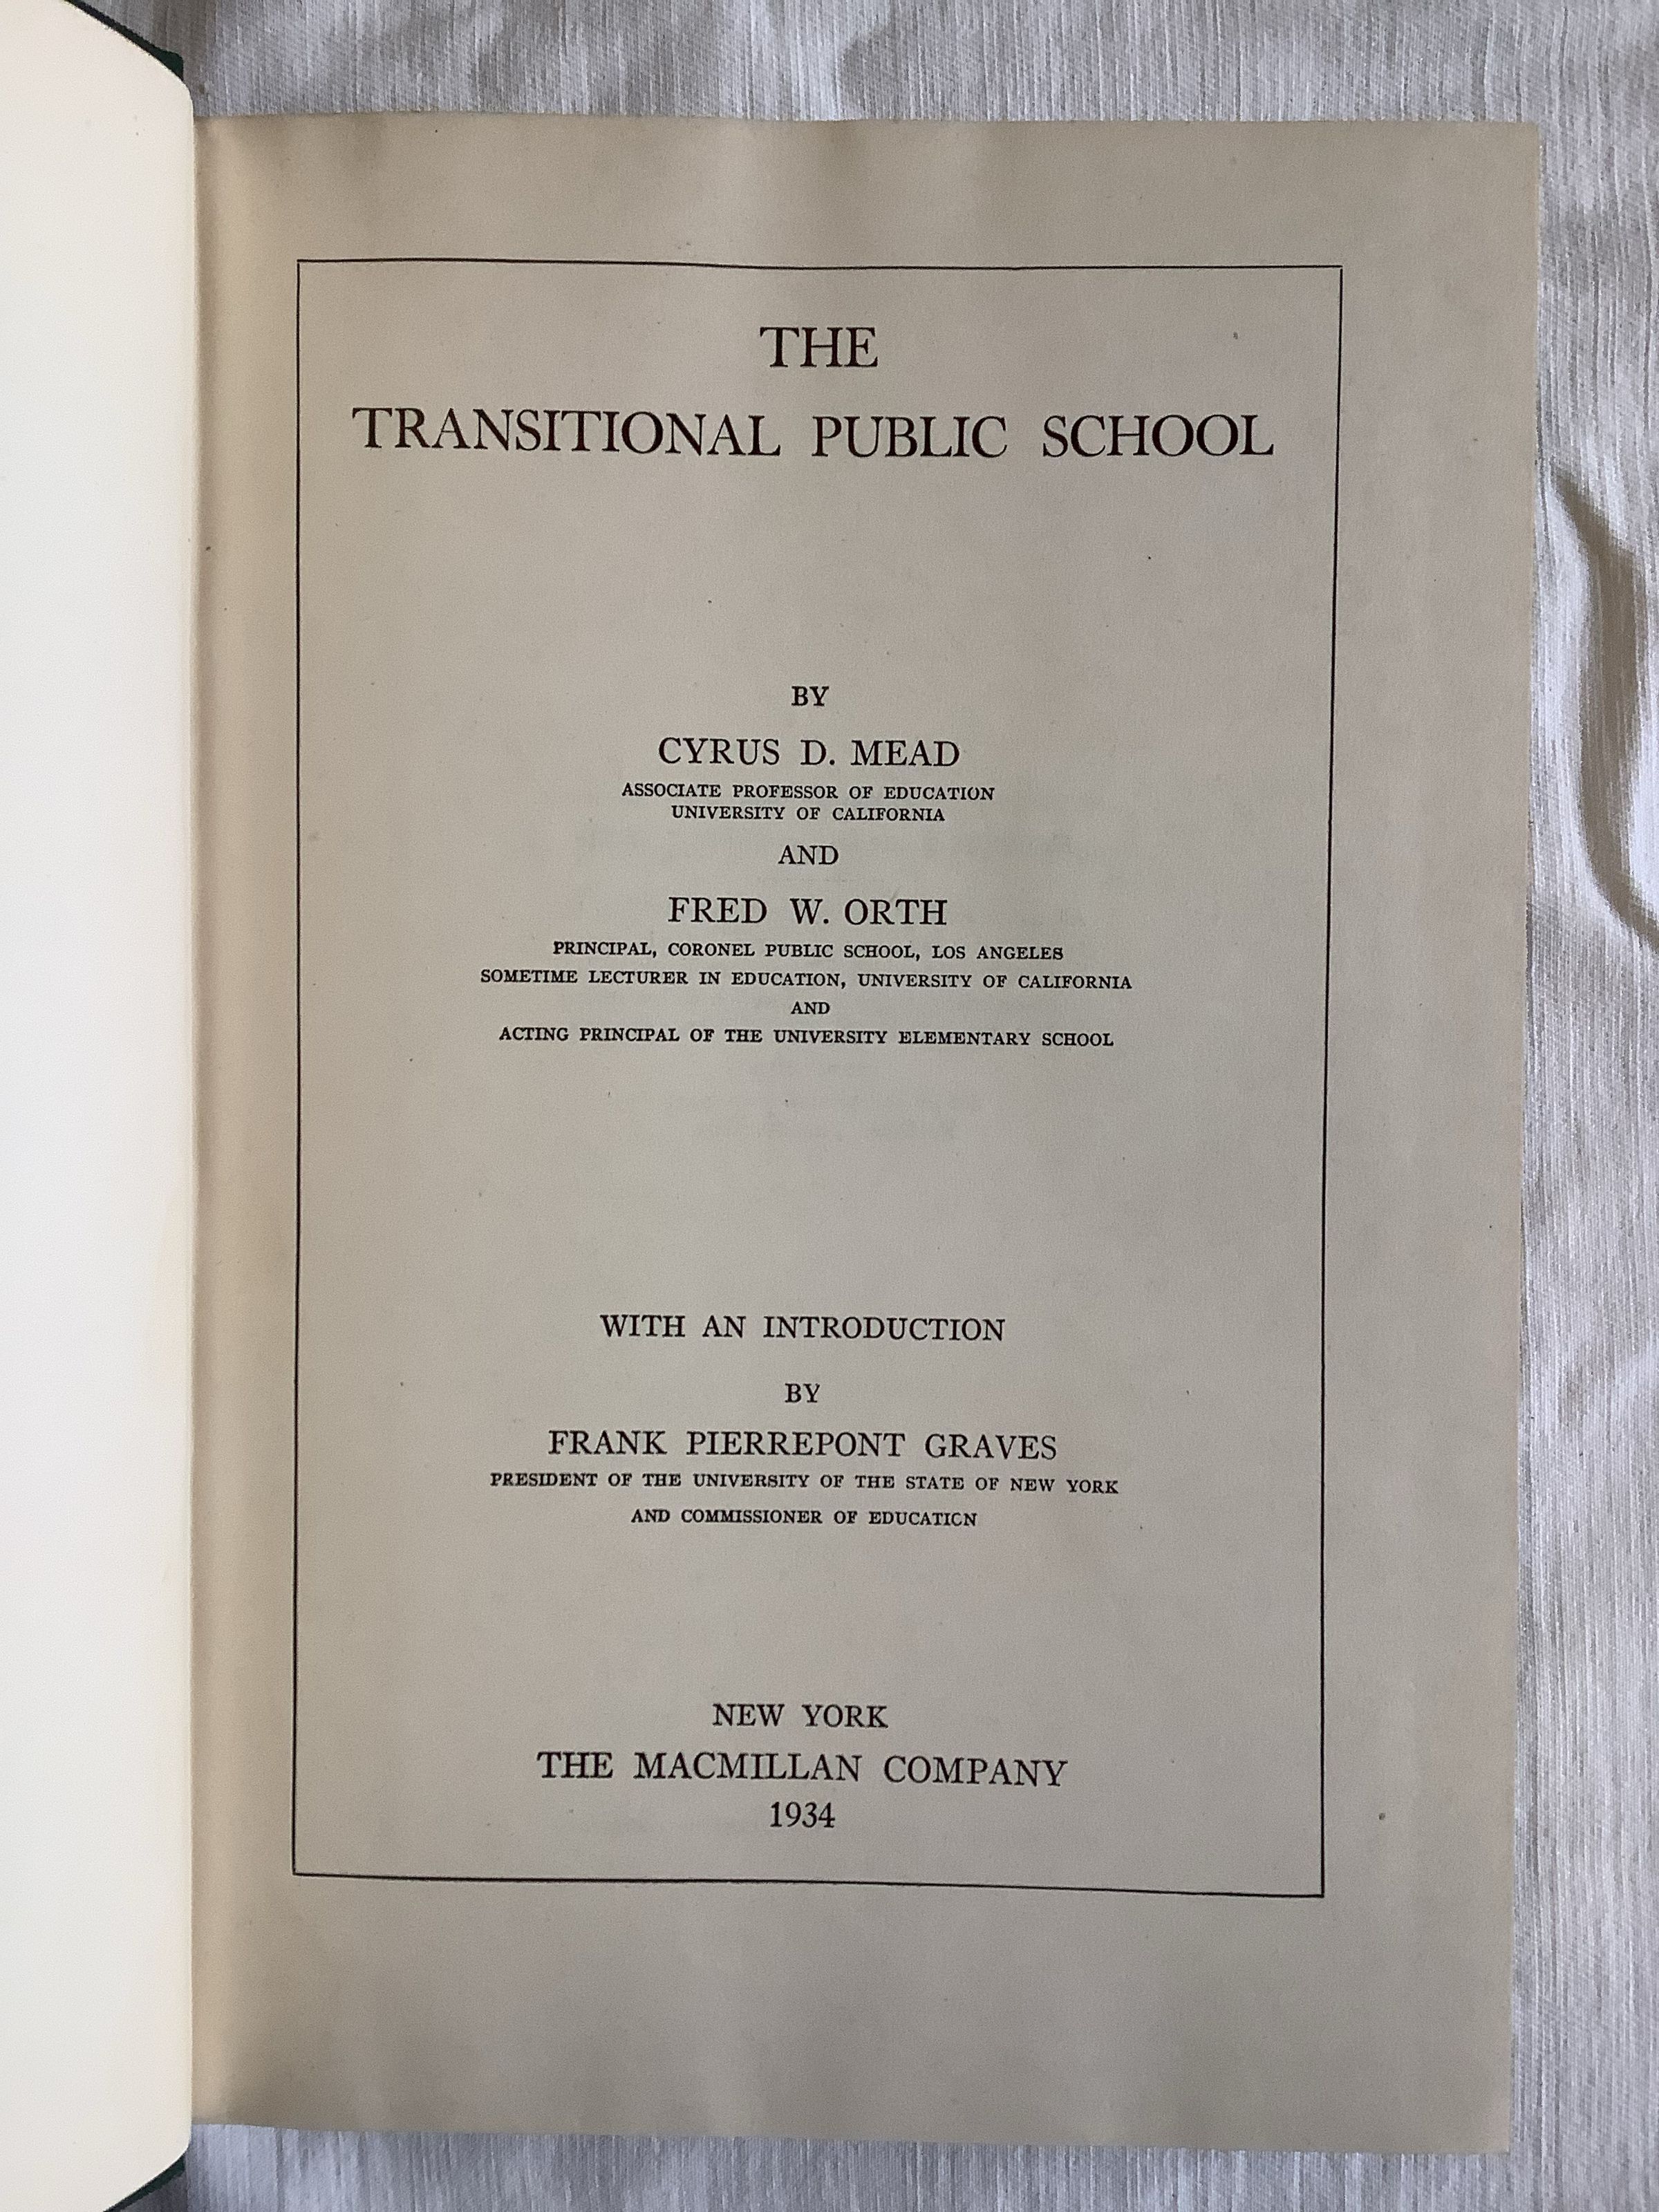 THE
TRANSITIONAL PUBLIC SCHOOL
BY
CYRUS D. MEAD
ASSOCIATE PROFESSOR OF EDUCATION
UNIVERSITY OF CALIFORNIA
AND
FRED W. ORTH
PRINCIPAL, CORONEL PUBLIC SCHOOL, LOS ANGELES
SOMETIME LECTURER IN EDUCATION, UNIVERSITY OF CALIFORNIA
AND
ACTING PRINCIPAL OF THE UNIVERSITY ELEMENTARY SCHOOL
WITH AN INTRODUCTION
BY
FRANK PIERREPONT GRAVES
PRESIDENT OF THE UNIVERSITY OF THE STATE OF NEW YORK
AND COMMISSIONER OF EDUCATION
NEW YORK
THE MACMILLAN COMPANY
1934